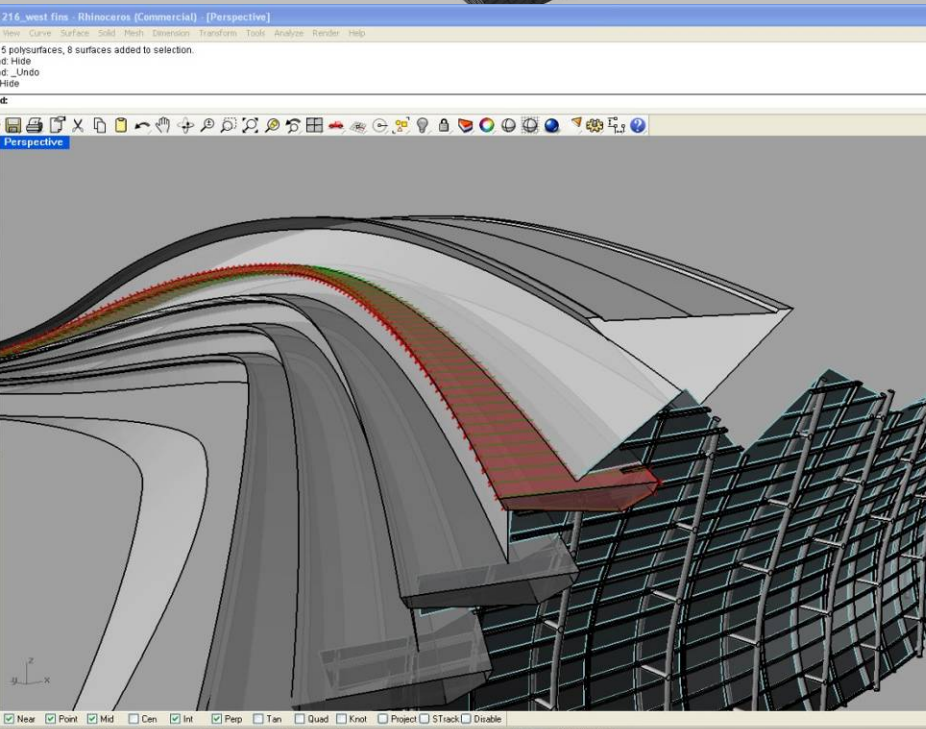 216_west fins - Rhinoceros (Commercial) - [Perspective]
View Curve Surface Solid Mesh Dimension Transform Tools Analyze Render Help
5 polysurfaces, 8 surfaces added to selection.
d: Hide
d: _Undo
Hide
d:
Perspective
z
y x
Near Point Mid Cen Int Perp Tan Quad Knot Project STrack Disable